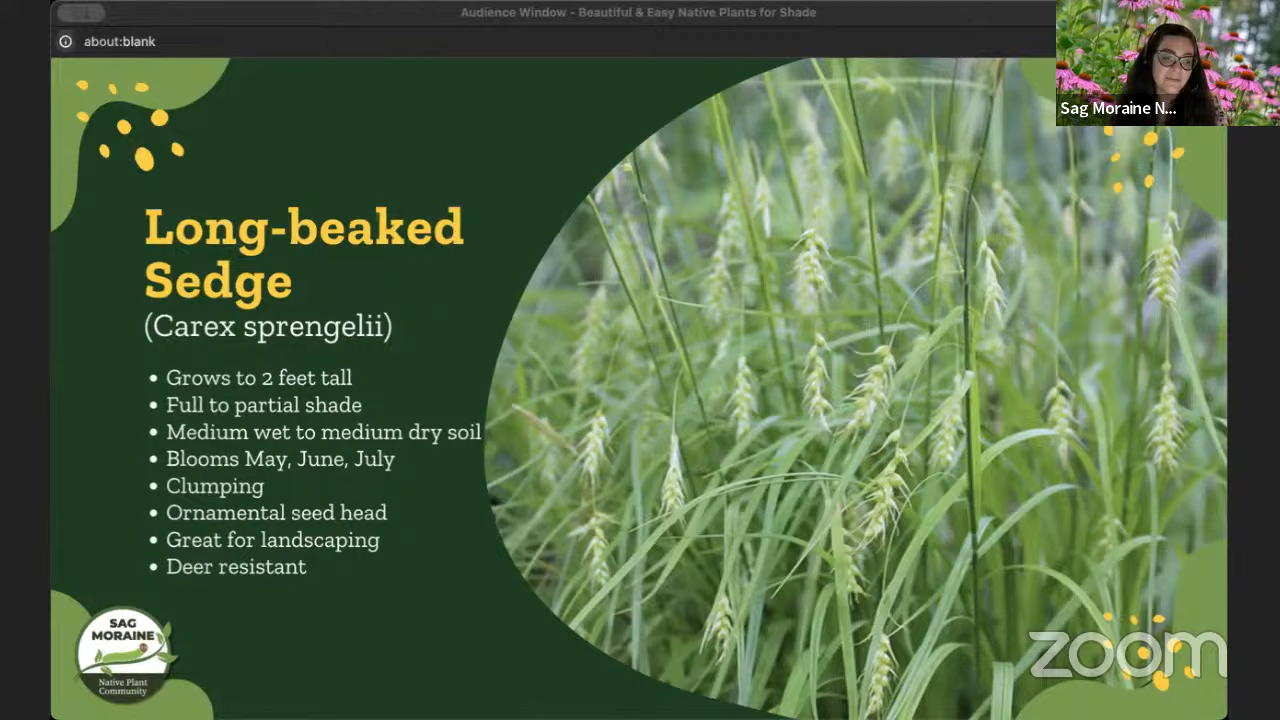 Audience Window - Beautiful & Easy Native Plants for Shade
about:blank
Sag Moraine N...
Long-beaked
Sedge
(Carex sprengelii)
• Grows to 2 feet tall
• Full to partial shade
• Medium wet to medium dry soil
• Blooms May, June, July
• Clumping
• Ornamental seed head
• Great for landscaping
• Deer resistant
SAG
MORAINE
Native Plant
Community
zoom